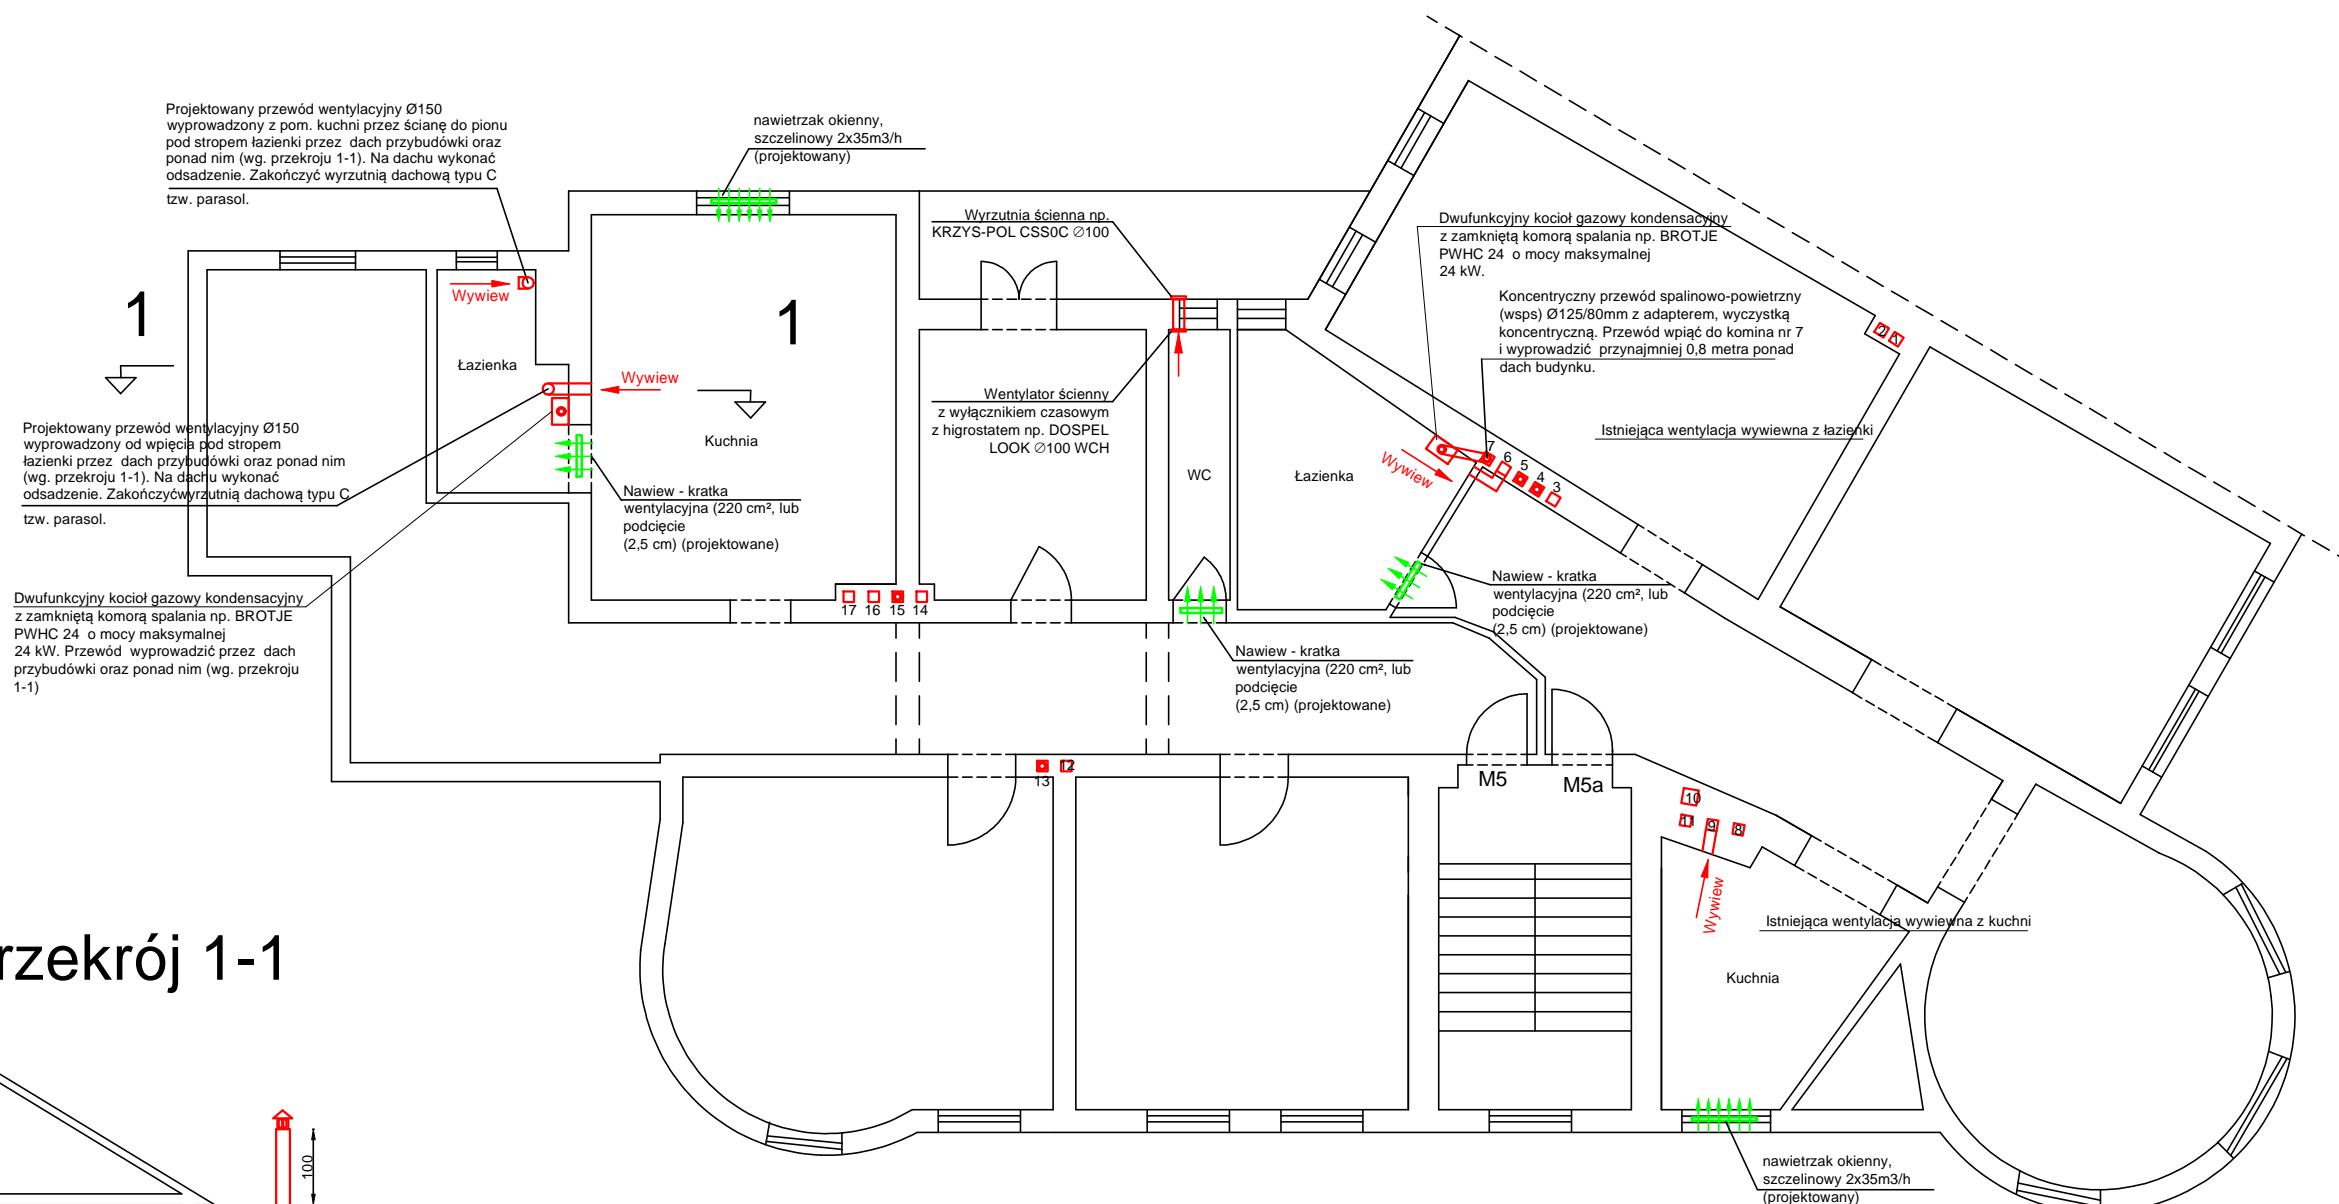 Projektowany przewód wentylacyjny Ø150
wyprowadzony z pom. kuchni przez ścianę do pionu
pod stropem łazienki przez dach przybudówki oraz
ponad nim (wg. przekroju 1-1). Na dachu wykonać
odsadzenie. Zakończyć wyrzutnią dachową typu C
tzw. parasol.
nawietrzak okienny,
szczelinowy 2x35m3/h
(projektowany)
Wyrzutnia ścienna np.
KRZYS-POL CSS0C ∅100
Dwufunkcyjny kocioł gazowy kondensacyjny
z zamkniętą komorą spalania np. BROTJE
PWHC 24 o mocy maksymalnej
24 kW.
Koncentryczny przewód spalinowo-powietrzny
(wsps) Ø125/80mm z adapterem, wyczystką
koncentryczną. Przewód wpiąć do komina nr 7
i wyprowadzić przynajmniej 0,8 metra ponad
dach budynku.
2
1
1
1
Wywiew
Łazienka
Wywiew
Kuchnia
Wentylator ścienny
z wyłącznikiem czasowym
z higrostatem np. DOSPEL
LOOK ∅100 WCH
Istniejąca wentylacja wywiewna z łazienki
Projektowany przewód wentylacyjny Ø150
wyprowadzony od wpięcia pod stropem
łazienki przez dach przybudówki oraz ponad nim
(wg. przekroju 1-1). Na dachu wykonać
odsadzenie. Zakończyćwyrzutnią dachową typu C
tzw. parasol.
Nawiew - kratka
wentylacyjna (220 cm², lub
podcięcie
(2,5 cm) (projektowane)
WC
Łazienka
Wywiew
7
6
5
4
3
Dwufunkcyjny kocioł gazowy kondensacyjny
z zamkniętą komorą spalania np. BROTJE
PWHC 24 o mocy maksymalnej
24 kW. Przewód wyprowadzić przez dach
przybudówki oraz ponad nim (wg. przekroju
1-1)
17
16
15
14
Nawiew - kratka
wentylacyjna (220 cm², lub
podcięcie
(2,5 cm) (projektowane)
Nawiew - kratka
wentylacyjna (220 cm², lub
podcięcie
(2,5 cm) (projektowane)
13
12
M5
M5a
10
11
9
8
Wywiew
Istniejąca wentylacja wywiewna z kuchni
Kuchnia
rzekrój 1-1
100
nawietrzak okienny,
szczelinowy 2x35m3/h
(projektowany)